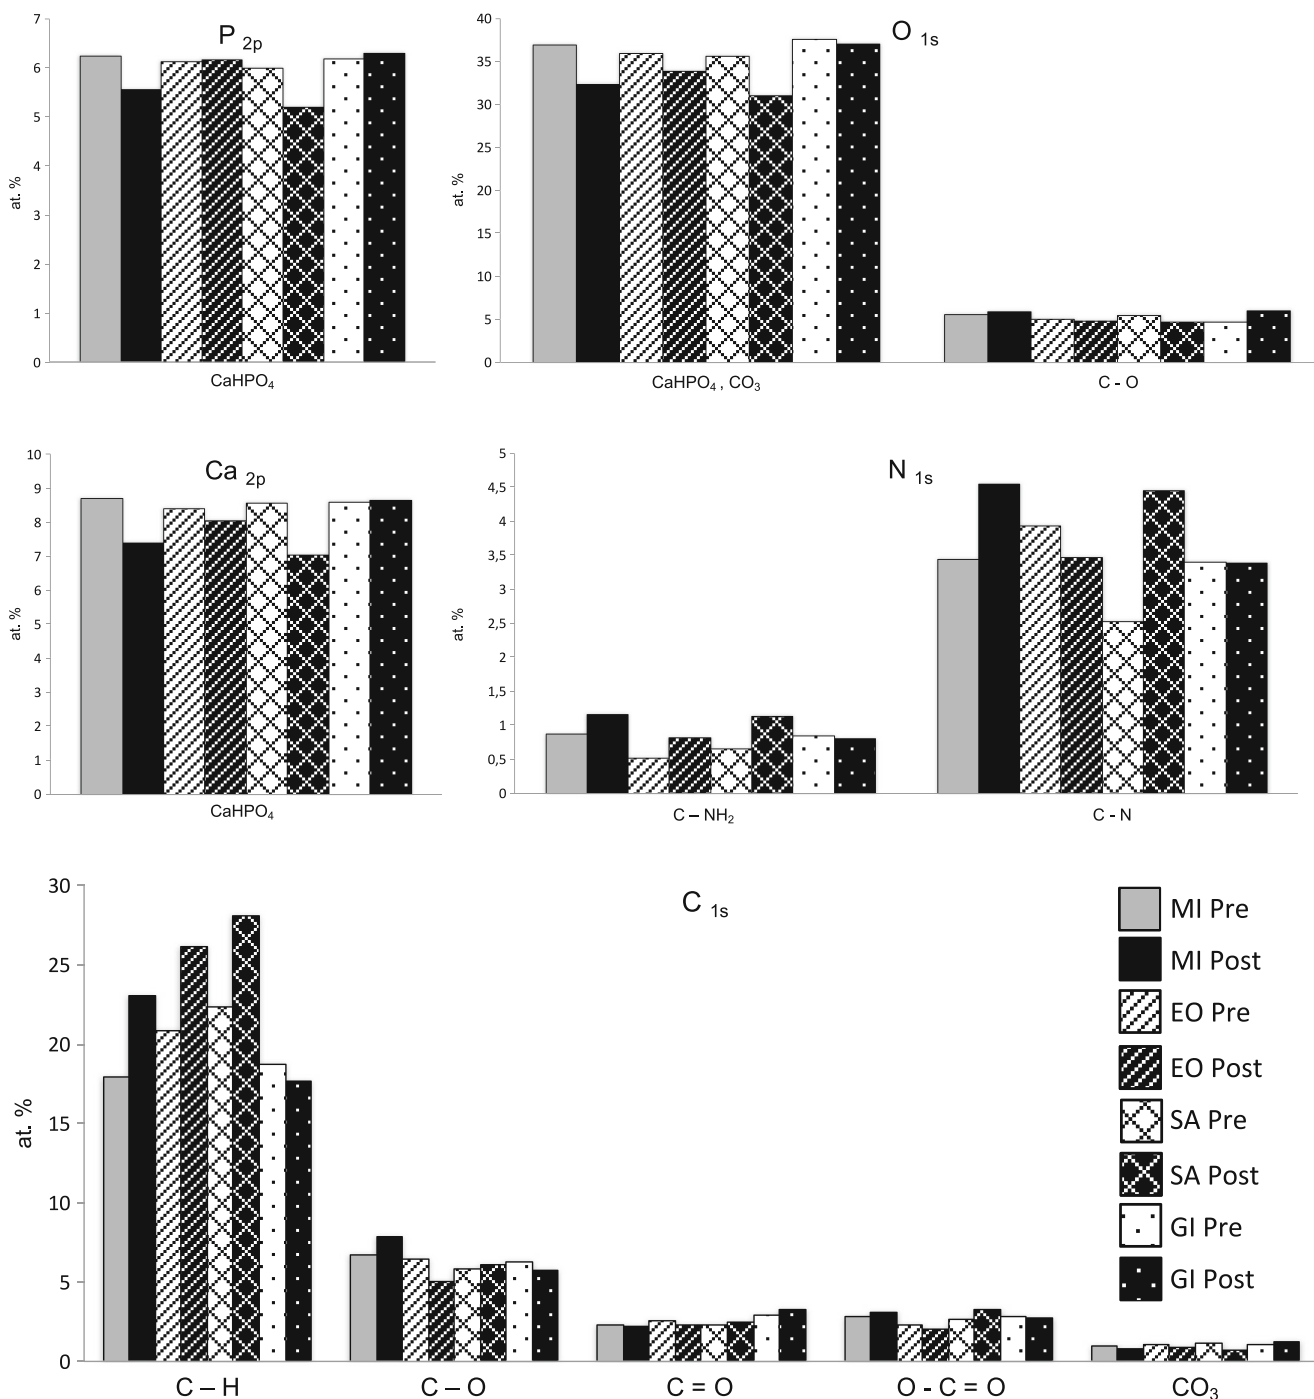 P 2p
at. %
7
6
5
4
3
2
1
0
CaHPO4
O 1s
at. %
40
35
30
25
20
15
10
5
0
CaHPO4 , CO3
C - O
Ca 2p
at. %
10
9
8
7
6
5
4
3
2
1
0
CaHPO4
N 1s
at. %
5
4,5
4
3,5
3
2,5
2
1,5
1
0,5
0
C – NH2
C - N
C 1s
at. %
30
25
20
15
10
5
0
C – H
C – O
C = O
O - C = O
CO3
MI Pre
MI Post
EO Pre
EO Post
SA Pre
SA Post
GI Pre
GI Post